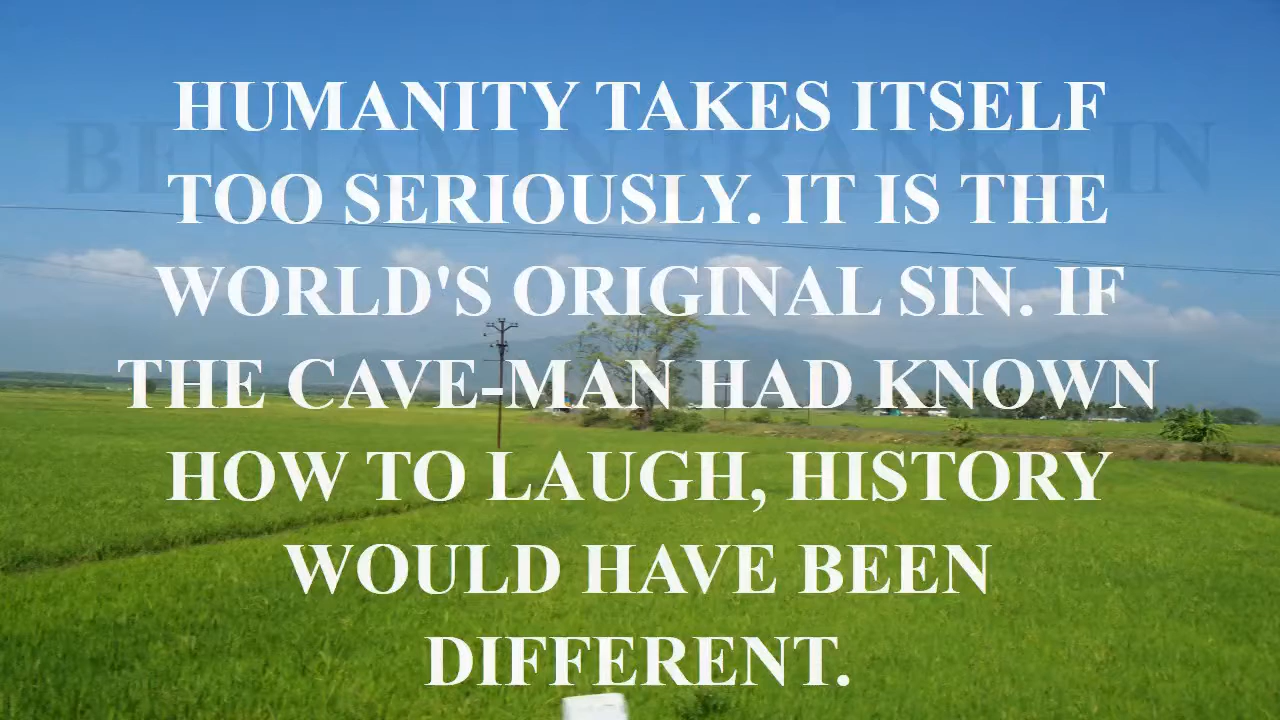 HUMANITY TAKES ITSELF
BENJAMIN FRANKLIN
TOO SERIOUSLY. IT IS THE
WORLD'S ORIGINAL SIN. IF
THE CAVE-MAN HAD KNOWN
HOW TO LAUGH, HISTORY
WOULD HAVE BEEN
DIFFERENT.